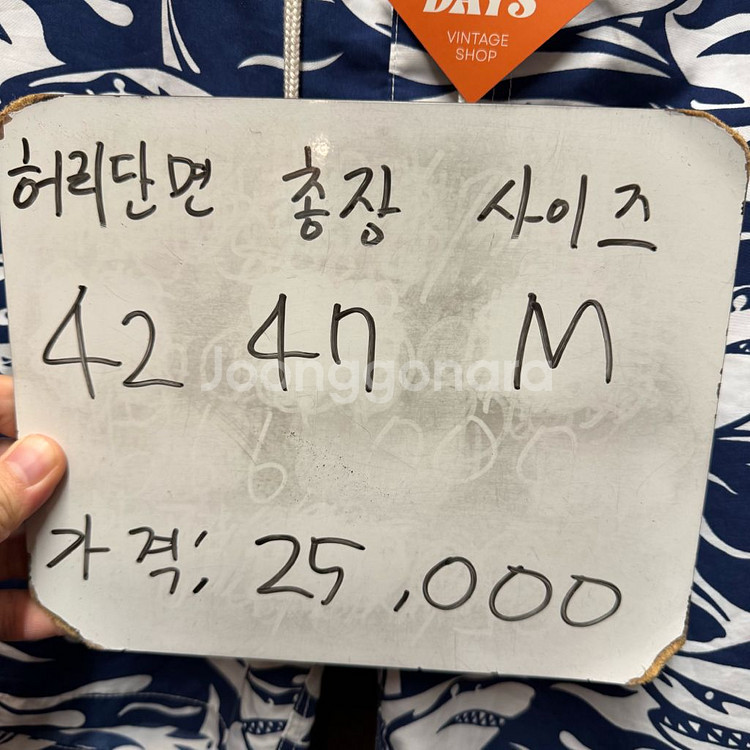 DAYS
VINTAGE
SHOP
허리단면 총장 사이즈
42 47 M
Joonggonara
가격; 25,000